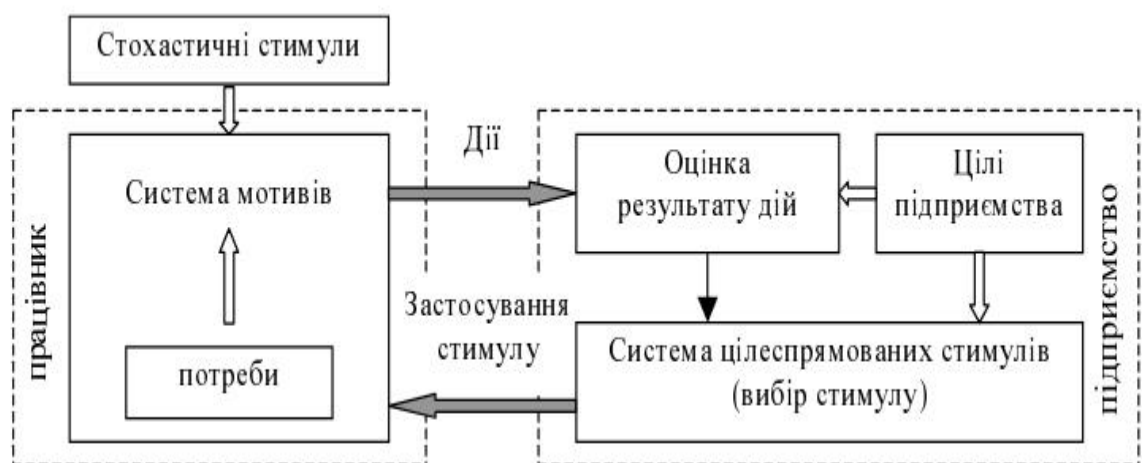 Стохастичні стимули
працівник
Система мотивів
потреби
Дії
Застосування
стимулу
Оцінка
результату дій
Цілі
підприємства
Система цілеспрямованих стимулів
(вибір стимулу)
підприємство